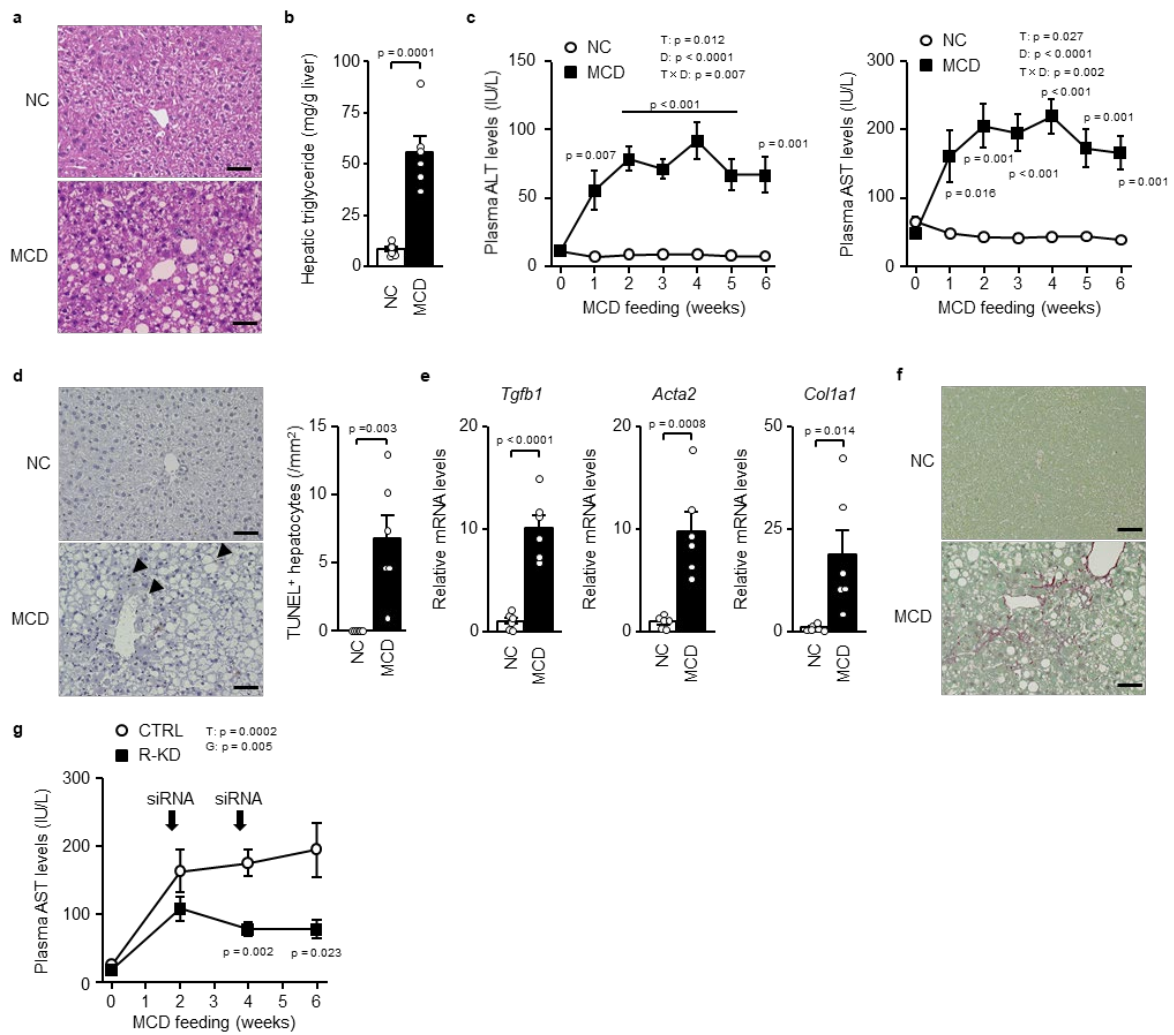 a
NC
MCD
b
Hepatic triglyceride (mg/g liver)
p = 0.0001
100
75
50
25
0
NC
MCD
c
NC
MCD
T: p = 0.012
D: p < 0.0001
T × D: p = 0.007
Plasma ALT levels (IU/L)
150
100
50
0
p = 0.007
p < 0.001
p = 0.001
0 1 2 3 4 5 6
MCD feeding (weeks)
NC
MCD
T: p = 0.027
D: p < 0.0001
T × D: p = 0.002
Plasma AST levels (IU/L)
300
200
100
0
p <0.001
p = 0.001
p = 0.001
p <0.001
p = 0.016
p = 0.001
0 1 2 3 4 5 6
MCD feeding (weeks)
d
NC
MCD
TUNEL+ hepatocytes (/mm2)
p =0.003
15
10
5
0
NC
MCD
e
Tgfb1
Relative mRNA levels
p <0.0001
20
10
0
NC
MCD
Acta2
Relative mRNA levels
p =0.0008
20
10
0
NC
MCD
Col1a1
Relative mRNA levels
p = 0.014
50
25
0
NC
MCD
f
NC
MCD
g
CTRL
R-KD
T: p = 0.0002
G: p = 0.005
Plasma AST levels (IU/L)
300
200
100
0
siRNA siRNA
p = 0.002 p = 0.023
0 1 2 3 4 5 6
MCD feeding (weeks)